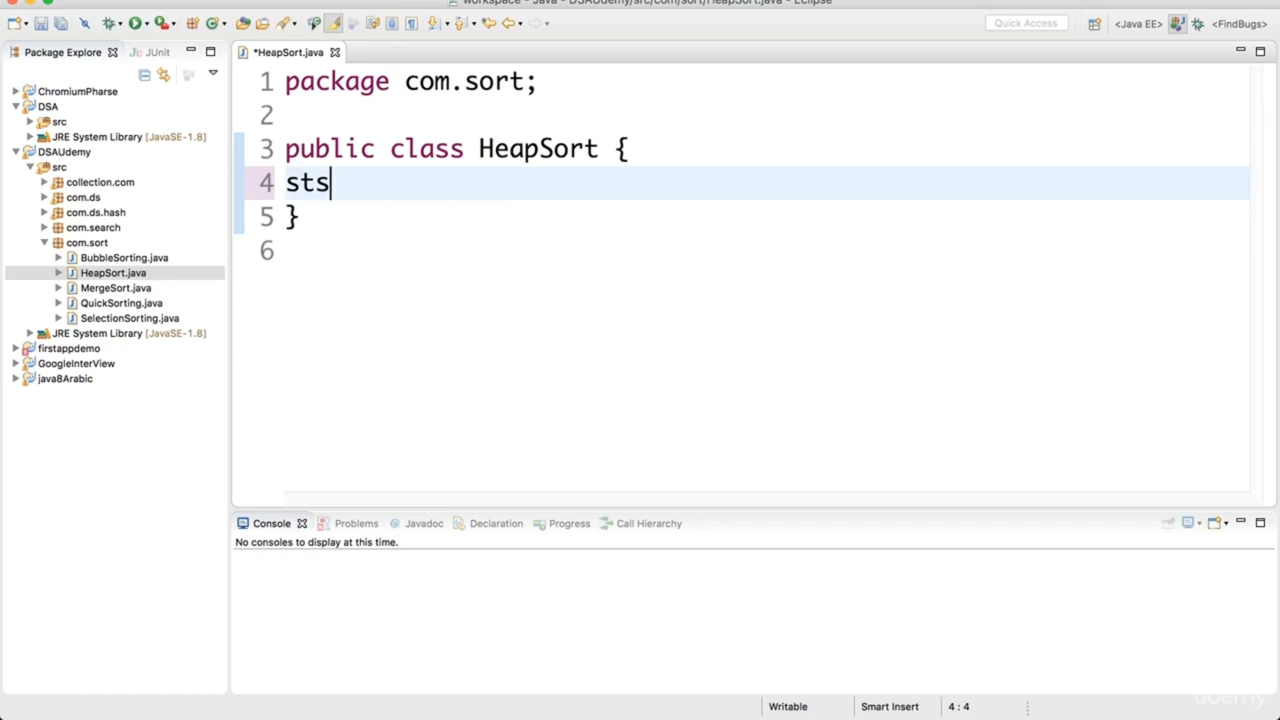 workspace - Java - DSAUdemy/src/com/sort/HeapSort.java - Eclipse
Quick Access
<Java EE>
<FindBugs>
Package Explorer
JUnit
ChromiumPharse
DSA
src
JRE System Library [JavaSE-1.8]
DSAUdemy
src
collection.com
com.ds
com.ds.hash
com.search
com.sort
BubbleSorting.java
HeapSort.java
MergeSort.java
QuickSorting.java
SelectionSorting.java
JRE System Library [JavaSE-1.8]
firstappdemo
GoogleInterView
java8Arabic
*HeapSort.java
1 package com.sort;
2
3 public class HeapSort {
4 sts
5 }
6
Console
Problems
Javadoc
Declaration
Progress
Call Hierarchy
No consoles to display at this time.
Writable
Smart Insert
4 : 4
udemy